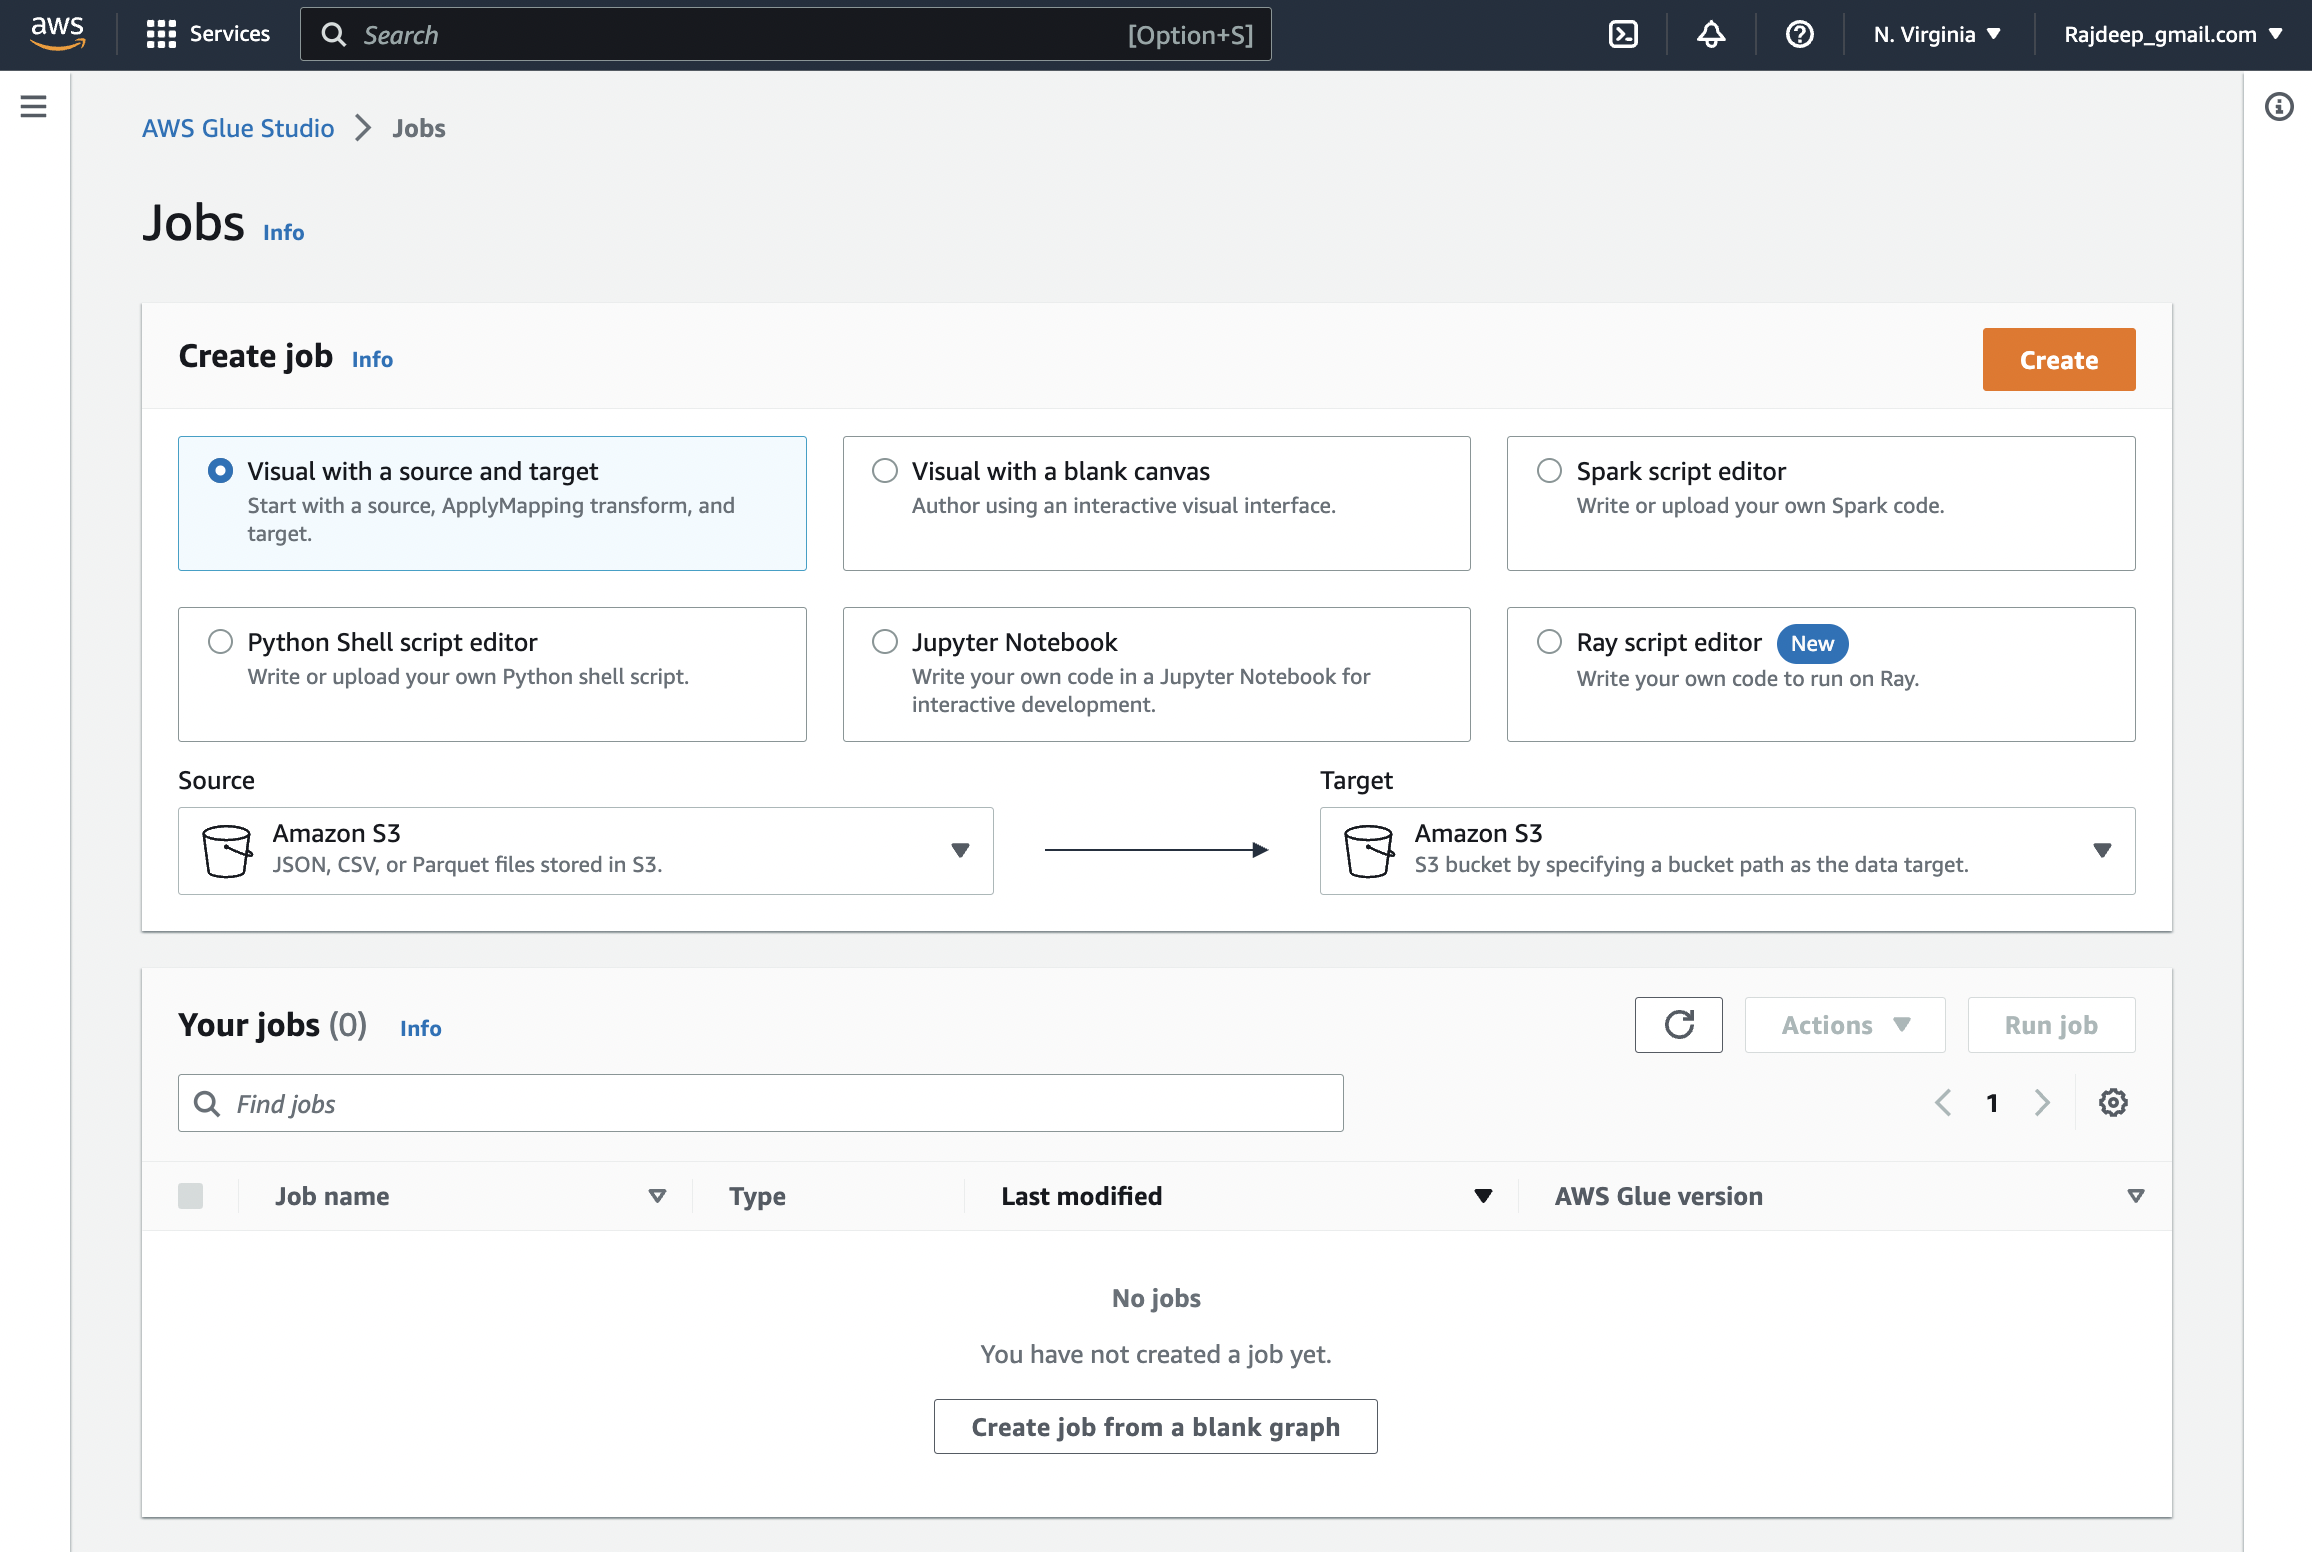 aws
Services
Search
[Option+S]
N. Virginia
Rajdeep_gmail.com
AWS Glue Studio
Jobs
Jobs Info
Create job Info
Create
Visual with a source and target
Start with a source, ApplyMapping transform, and
target.
Visual with a blank canvas
Author using an interactive visual interface.
Spark script editor
Write or upload your own Spark code.
Python Shell script editor
Write or upload your own Python shell script.
Jupyter Notebook
Write your own code in a Jupyter Notebook for
interactive development.
Ray script editor New
Write your own code to run on Ray.
Source
Amazon S3
JSON, CSV, or Parquet files stored in S3.
Target
Amazon S3
S3 bucket by specifying a bucket path as the data target.
Your jobs (0) Info
Actions
Run job
Find jobs
1
Job name
Type
Last modified
AWS Glue version
No jobs
You have not created a job yet.
Create job from a blank graph